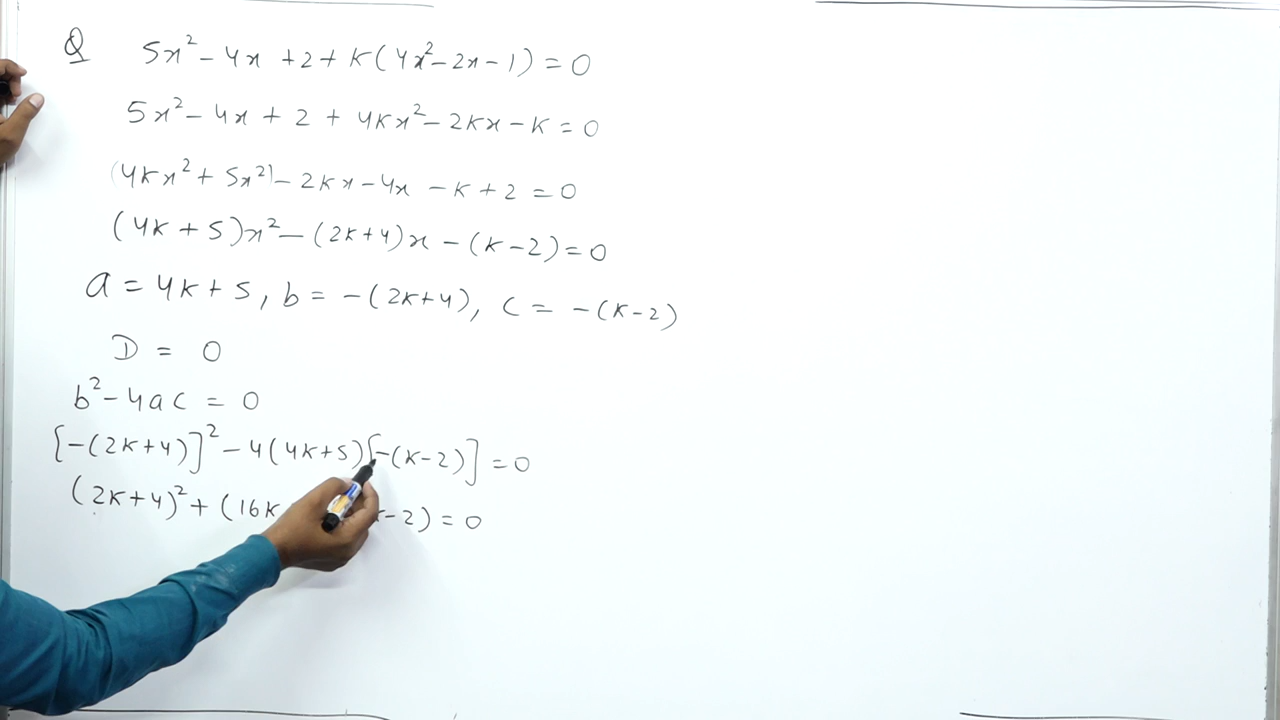 Q 5x² - 4x + 2 + k(4x² - 2x - 1) = 0
5x² - 4x + 2 + 4kx² - 2kx - k = 0
(4kx² + 5x²) - 2kx - 4x - k + 2 = 0
(4k + 5)x² - (2k+4)x - (k-2) = 0
a = 4k + 5, b = -(2k+4), c = -(k-2)
D = 0
b² - 4ac = 0
[-(2k+4)]² - 4(4k+5)[-(k-2)] = 0
(2k+4)² + (16k -2) = 0